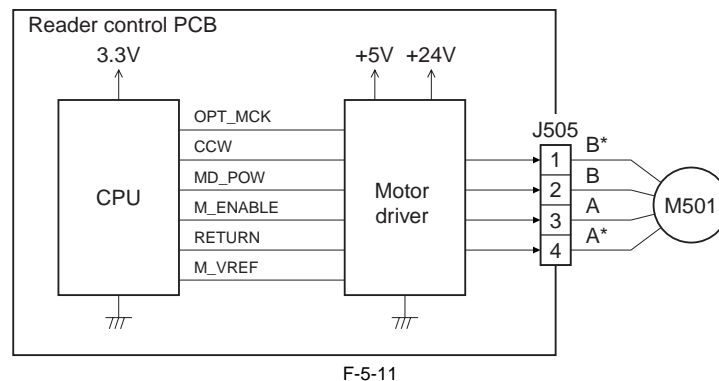 Reader control PCB
3.3V
+5V +24V
OPT_MCK
J505
CCW
1 B*
MD_POW
2 B
CPU
Motor
driver
M501
M_ENABLE
3 A
RETURN
4 A*
M_VREF
F-5-11